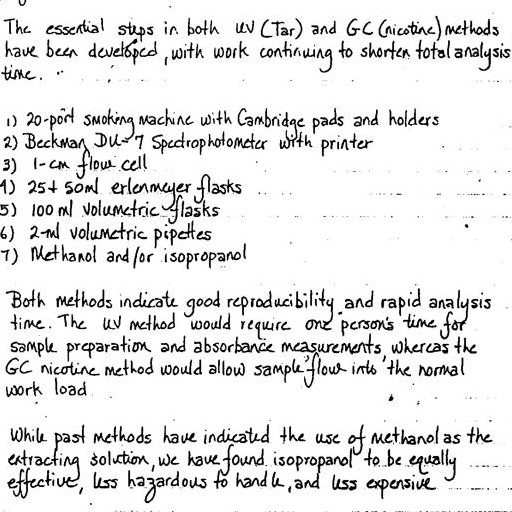 The essential steps in both UV (Tar) and GC (nicotine) methods
have been developed, with work continuing to shorten total analysis
time.
1) 20-port smoking machine with Cambridge pads and holders
2) Beckman DU-7 Spectrophotometer with printer
3) 1-cm flow cell
4) 25 + 50 ml erlenmeyer flasks
5) 100 ml volumetric flasks
6) 2-ml volumetric pipettes
7) Methanol and/or isopropanol
Both methods indicate good reproducibility and rapid analysis
time. The UV method would require one person's time for
sample preparation and absorbance measurements, whereas the
GC nicotine method would allow sample flow into the normal
work load
While past methods have indicated the use of methanol as the
extracting solution, we have found isopropanol to be equally
effective, less hazardous to handle, and less expensive